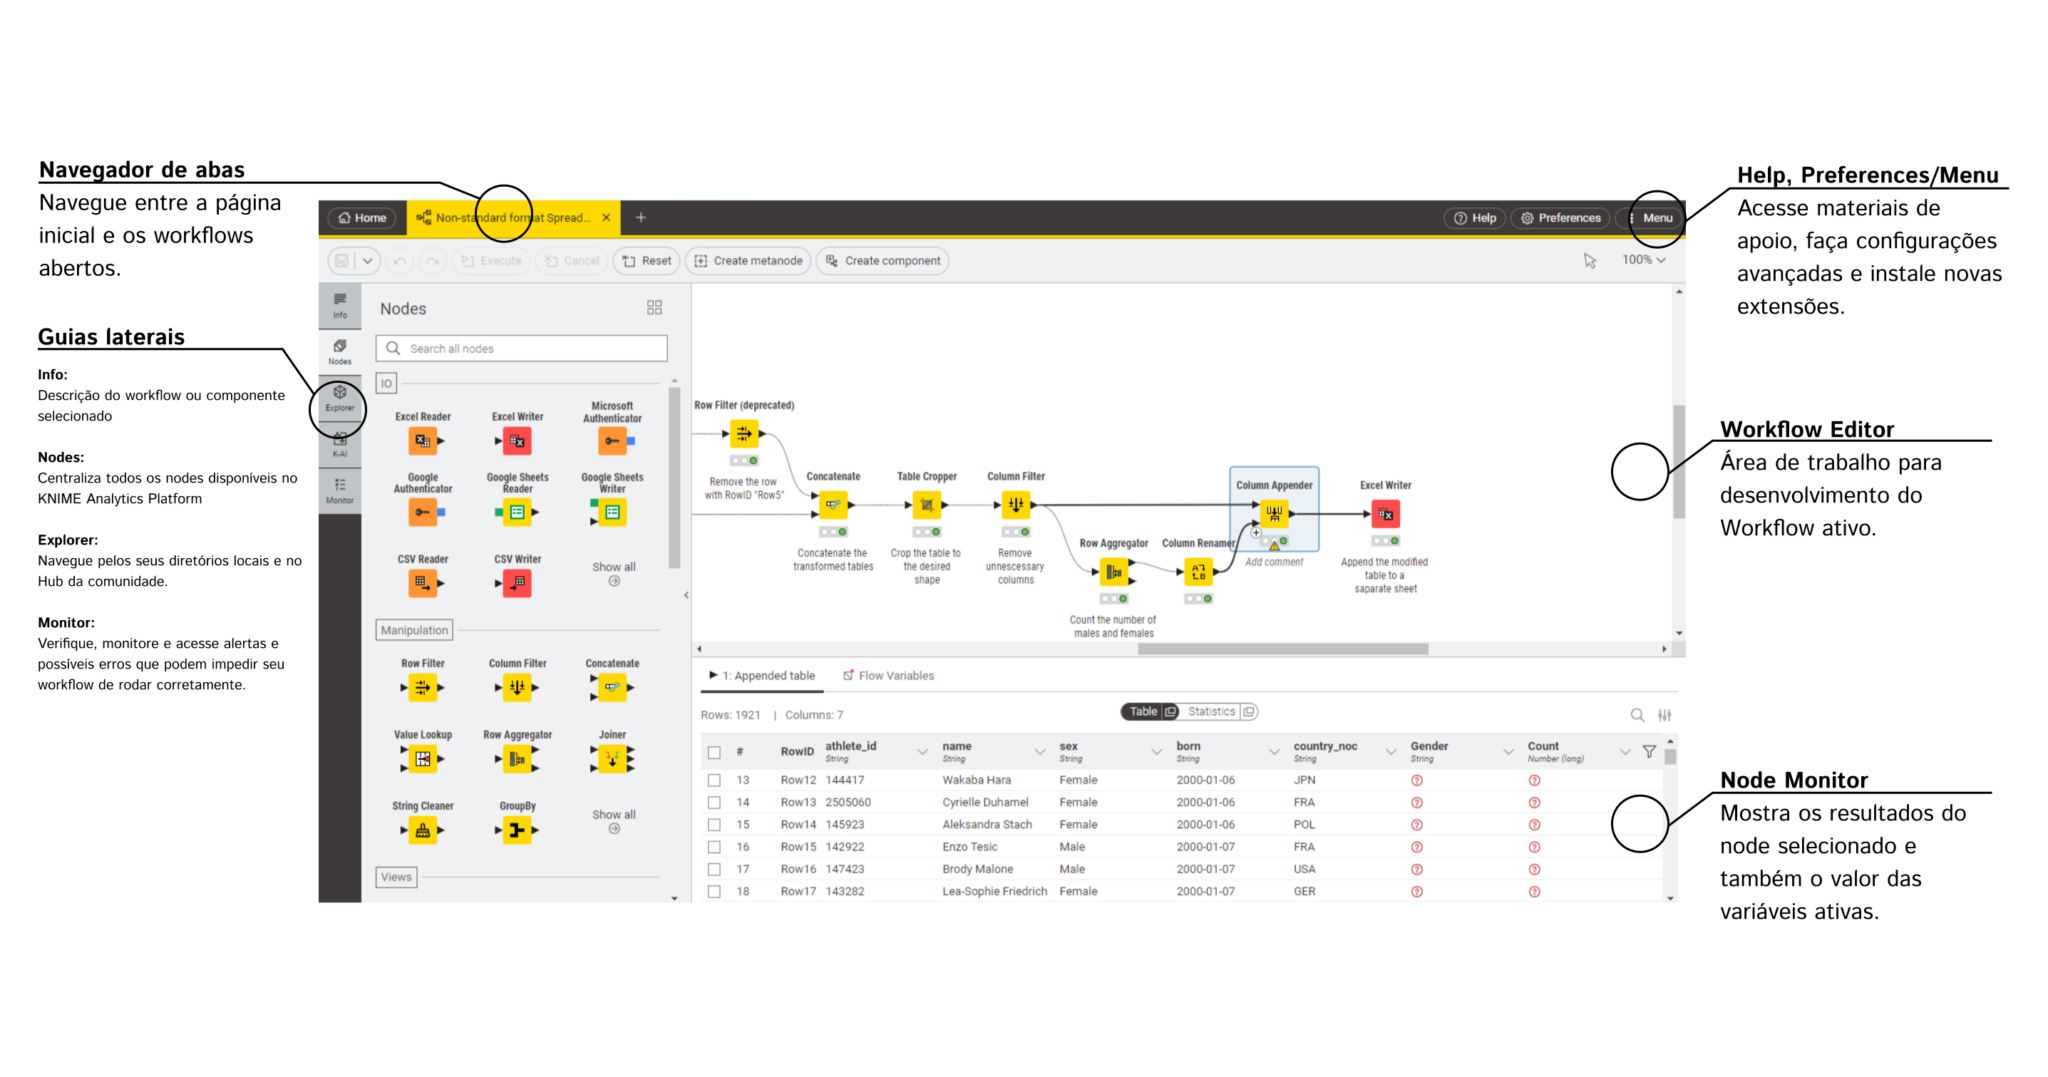 Navegador de abas
Navegue entre a página
inicial e os workflows
abertos.
Guias laterais
Info:
Descrição do workflow ou componente
selecionado
Nodes:
Centraliza todos os nodes disponíveis no
KNIME Analytics Platform
Explorer:
Navegue pelos seus diretórios locais e no
Hub da comunidade.
Monitor:
Verifique, monitore e acesse alertas e
possíveis erros que podem impedir seu
workflow de rodar corretamente.
Home
Non-standard format Spread...
Help
Preferences
Menu
Execute
Cancel
Reset
Create metanode
Create component
100%
Info
Nodes
Explorer
K-AI
Monitor
Nodes
Search all nodes
IO
Excel Reader
Excel Writer
Microsoft
Authenticator
Google
Authenticator
Google Sheets
Reader
Google Sheets
Writer
CSV Reader
CSV Writer
Show all
Manipulation
Row Filter
Column Filter
Concatenate
Value Lookup
Row Aggregator
Joiner
String Cleaner
GroupBy
Show all
Views
Row Filter (deprecated)
Remove the row
with RowID "Row5"
Concatenate
Concatenate the
transformed tables
Table Cropper
Crop the table to
the desired
shape
Column Filter
Remove
unnescessary
columns
Row Aggregator
Count the number of
males and females
Column Renamer
Column Appender
Add comment
Excel Writer
Append the modified
table to a
saparate sheet
1: Appended table
Flow Variables
Rows: 1921 | Columns: 7
Table
Statistics
# RowID athlete_id name sex born country_noc Gender Count
String String String String String String Number (long)
13 Row12 144417 Wakaba Hara Female 2000-01-06 JPN
14 Row13 2505060 Cyrielle Duhamel Female 2000-01-06 FRA
15 Row14 145923 Aleksandra Stach Female 2000-01-06 POL
16 Row15 142922 Enzo Tesic Male 2000-01-07 FRA
17 Row16 147423 Brody Malone Male 2000-01-07 USA
18 Row17 143282 Lea-Sophie Friedrich Female 2000-01-07 GER
Help, Preferences/Menu
Acesse materiais de
apoio, faça configurações
avançadas e instale novas
extensões.
Workflow Editor
Área de trabalho para
desenvolvimento do
Workflow ativo.
Node Monitor
Mostra os resultados do
node selecionado e
também o valor das
variáveis ativas.